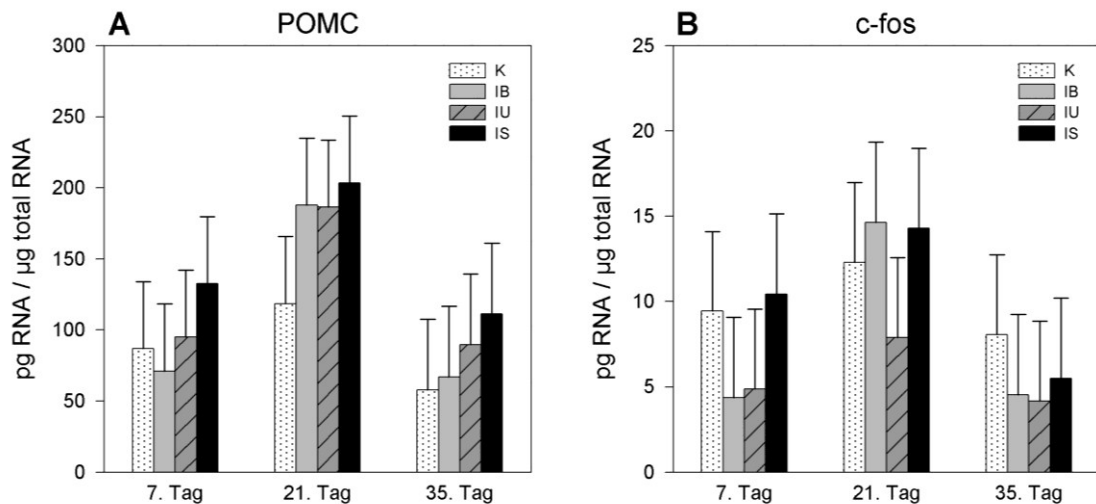 A POMC
300
250
200
150
100
50
0
pg RNA / µg total RNA
K
IB
IU
IS
7. Tag 21. Tag 35. Tag
B c-fos
25
20
15
10
5
0
pg RNA / µg total RNA
K
IB
IU
IS
7. Tag 21. Tag 35. Tag